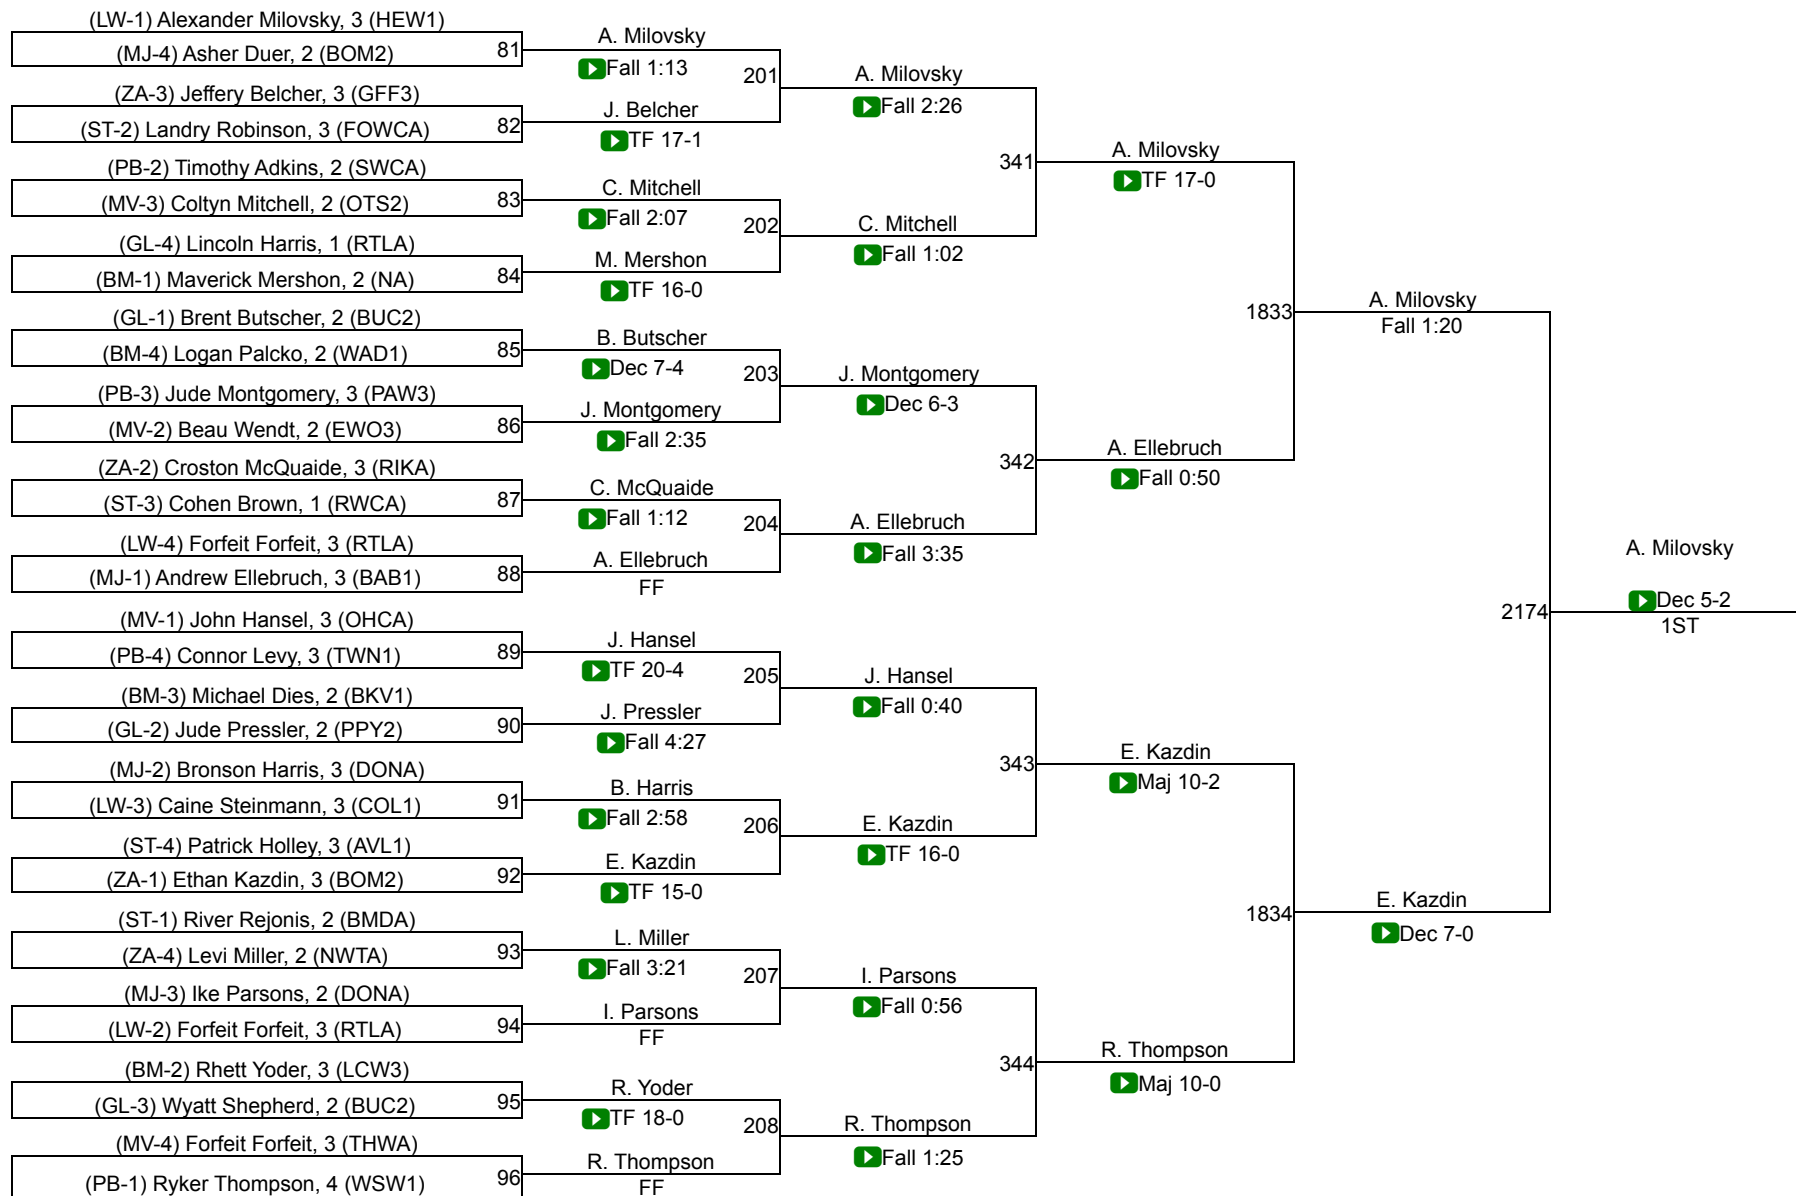 (LW-1) Alexander Milovsky, 3 (HEW1)
(MJ-4) Asher Duer, 2 (BOM2)
81
(ZA-3) Jeffery Belcher, 3 (GFF3)
(ST-2) Landry Robinson, 3 (FOWCA)
82
(PB-2) Timothy Adkins, 2 (SWCA)
(MV-3) Coltyn Mitchell, 2 (OTS2)
83
(GL-4) Lincoln Harris, 1 (RTLA)
(BM-1) Maverick Mershon, 2 (NA)
84
(GL-1) Brent Butscher, 2 (BUC2)
(BM-4) Logan Palcko, 2 (WAD1)
85
(PB-3) Jude Montgomery, 3 (PAW3)
(MV-2) Beau Wendt, 2 (EWO3)
86
(ZA-2) Croston McQuaide, 3 (RIKA)
(ST-3) Cohen Brown, 1 (RWCA)
87
(LW-4) Forfeit Forfeit, 3 (RTLA)
(MJ-1) Andrew Ellebruch, 3 (BAB1)
88
(MV-1) John Hansel, 3 (OHCA)
(PB-4) Connor Levy, 3 (TWN1)
89
(BM-3) Michael Dies, 2 (BKV1)
(GL-2) Jude Pressler, 2 (PPY2)
90
(MJ-2) Bronson Harris, 3 (DONA)
(LW-3) Caine Steinmann, 3 (COL1)
91
(ST-4) Patrick Holley, 3 (AVL1)
(ZA-1) Ethan Kazdin, 3 (BOM2)
92
(ST-1) River Rejonis, 2 (BMDA)
(ZA-4) Levi Miller, 2 (NWTA)
93
(MJ-3) Ike Parsons, 2 (DONA)
(LW-2) Forfeit Forfeit, 3 (RTLA)
94
(BM-2) Rhett Yoder, 3 (LCW3)
(GL-3) Wyatt Shepherd, 2 (BUC2)
95
(MV-4) Forfeit Forfeit, 3 (THWA)
(PB-1) Ryker Thompson, 4 (WSW1)
96
A. Milovsky
Fall 1:13
201
J. Belcher
TF 17-1
C. Mitchell
Fall 2:07
202
M. Mershon
TF 16-0
B. Butscher
Dec 7-4
203
J. Montgomery
Fall 2:35
C. McQuaide
Fall 1:12
204
A. Ellebruch
FF
J. Hansel
TF 20-4
205
J. Pressler
Fall 4:27
B. Harris
Fall 2:58
206
E. Kazdin
TF 15-0
L. Miller
Fall 3:21
207
I. Parsons
FF
R. Yoder
TF 18-0
208
R. Thompson
FF
A. Milovsky
Fall 2:26
341
C. Mitchell
Fall 1:02
J. Montgomery
Dec 6-3
342
A. Ellebruch
Fall 3:35
J. Hansel
Fall 0:40
343
E. Kazdin
TF 16-0
I. Parsons
Fall 0:56
344
R. Thompson
Fall 1:25
A. Milovsky
TF 17-0
1833
A. Ellebruch
Fall 0:50
E. Kazdin
Maj 10-2
1834
R. Thompson
Maj 10-0
A. Milovsky
Fall 1:20
2174
E. Kazdin
Dec 7-0
A. Milovsky
Dec 5-2
1ST